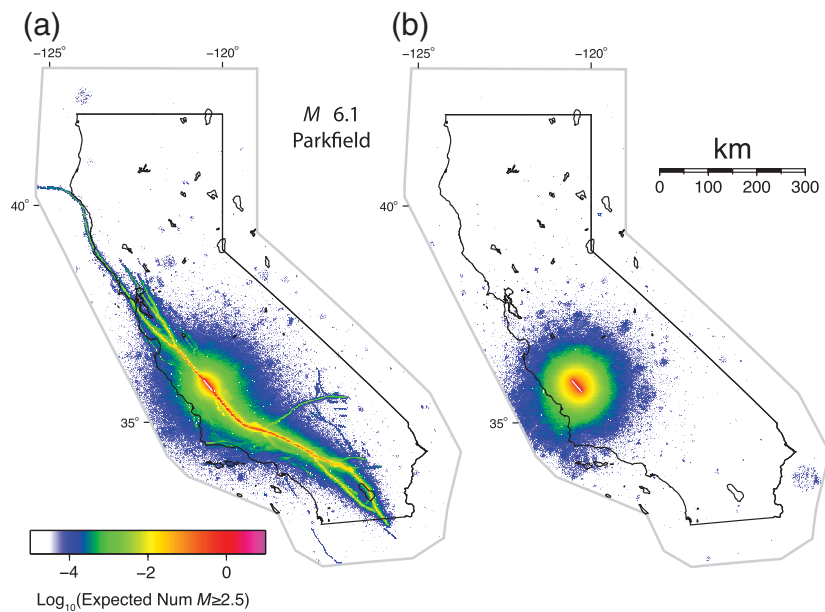 (a)
(b)
−125° −120°
−125° −120°
M 6.1
Parkfield
km
0 100 200 300
40°
40°
35°
35°
−4 −2 0
Log10(Expected Num M≥2.5)